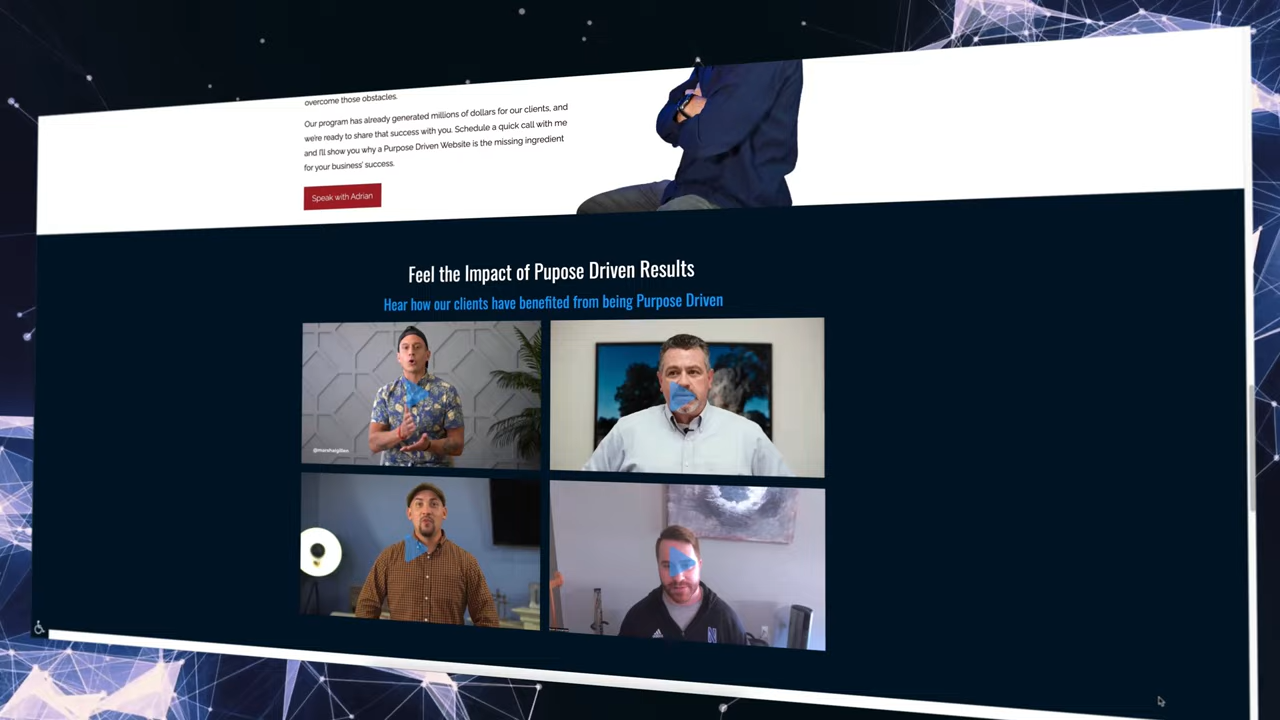 overcome those obstacles.
Our program has already generated millions of dollars for our clients, and
we're ready to share that success with you. Schedule a quick call with me
and I'll show you why a Purpose Driven Website is the missing ingredient
for your business' success.
Speak with Adrian
Feel the Impact of Pupose Driven Results
Hear how our clients have benefited from being Purpose Driven